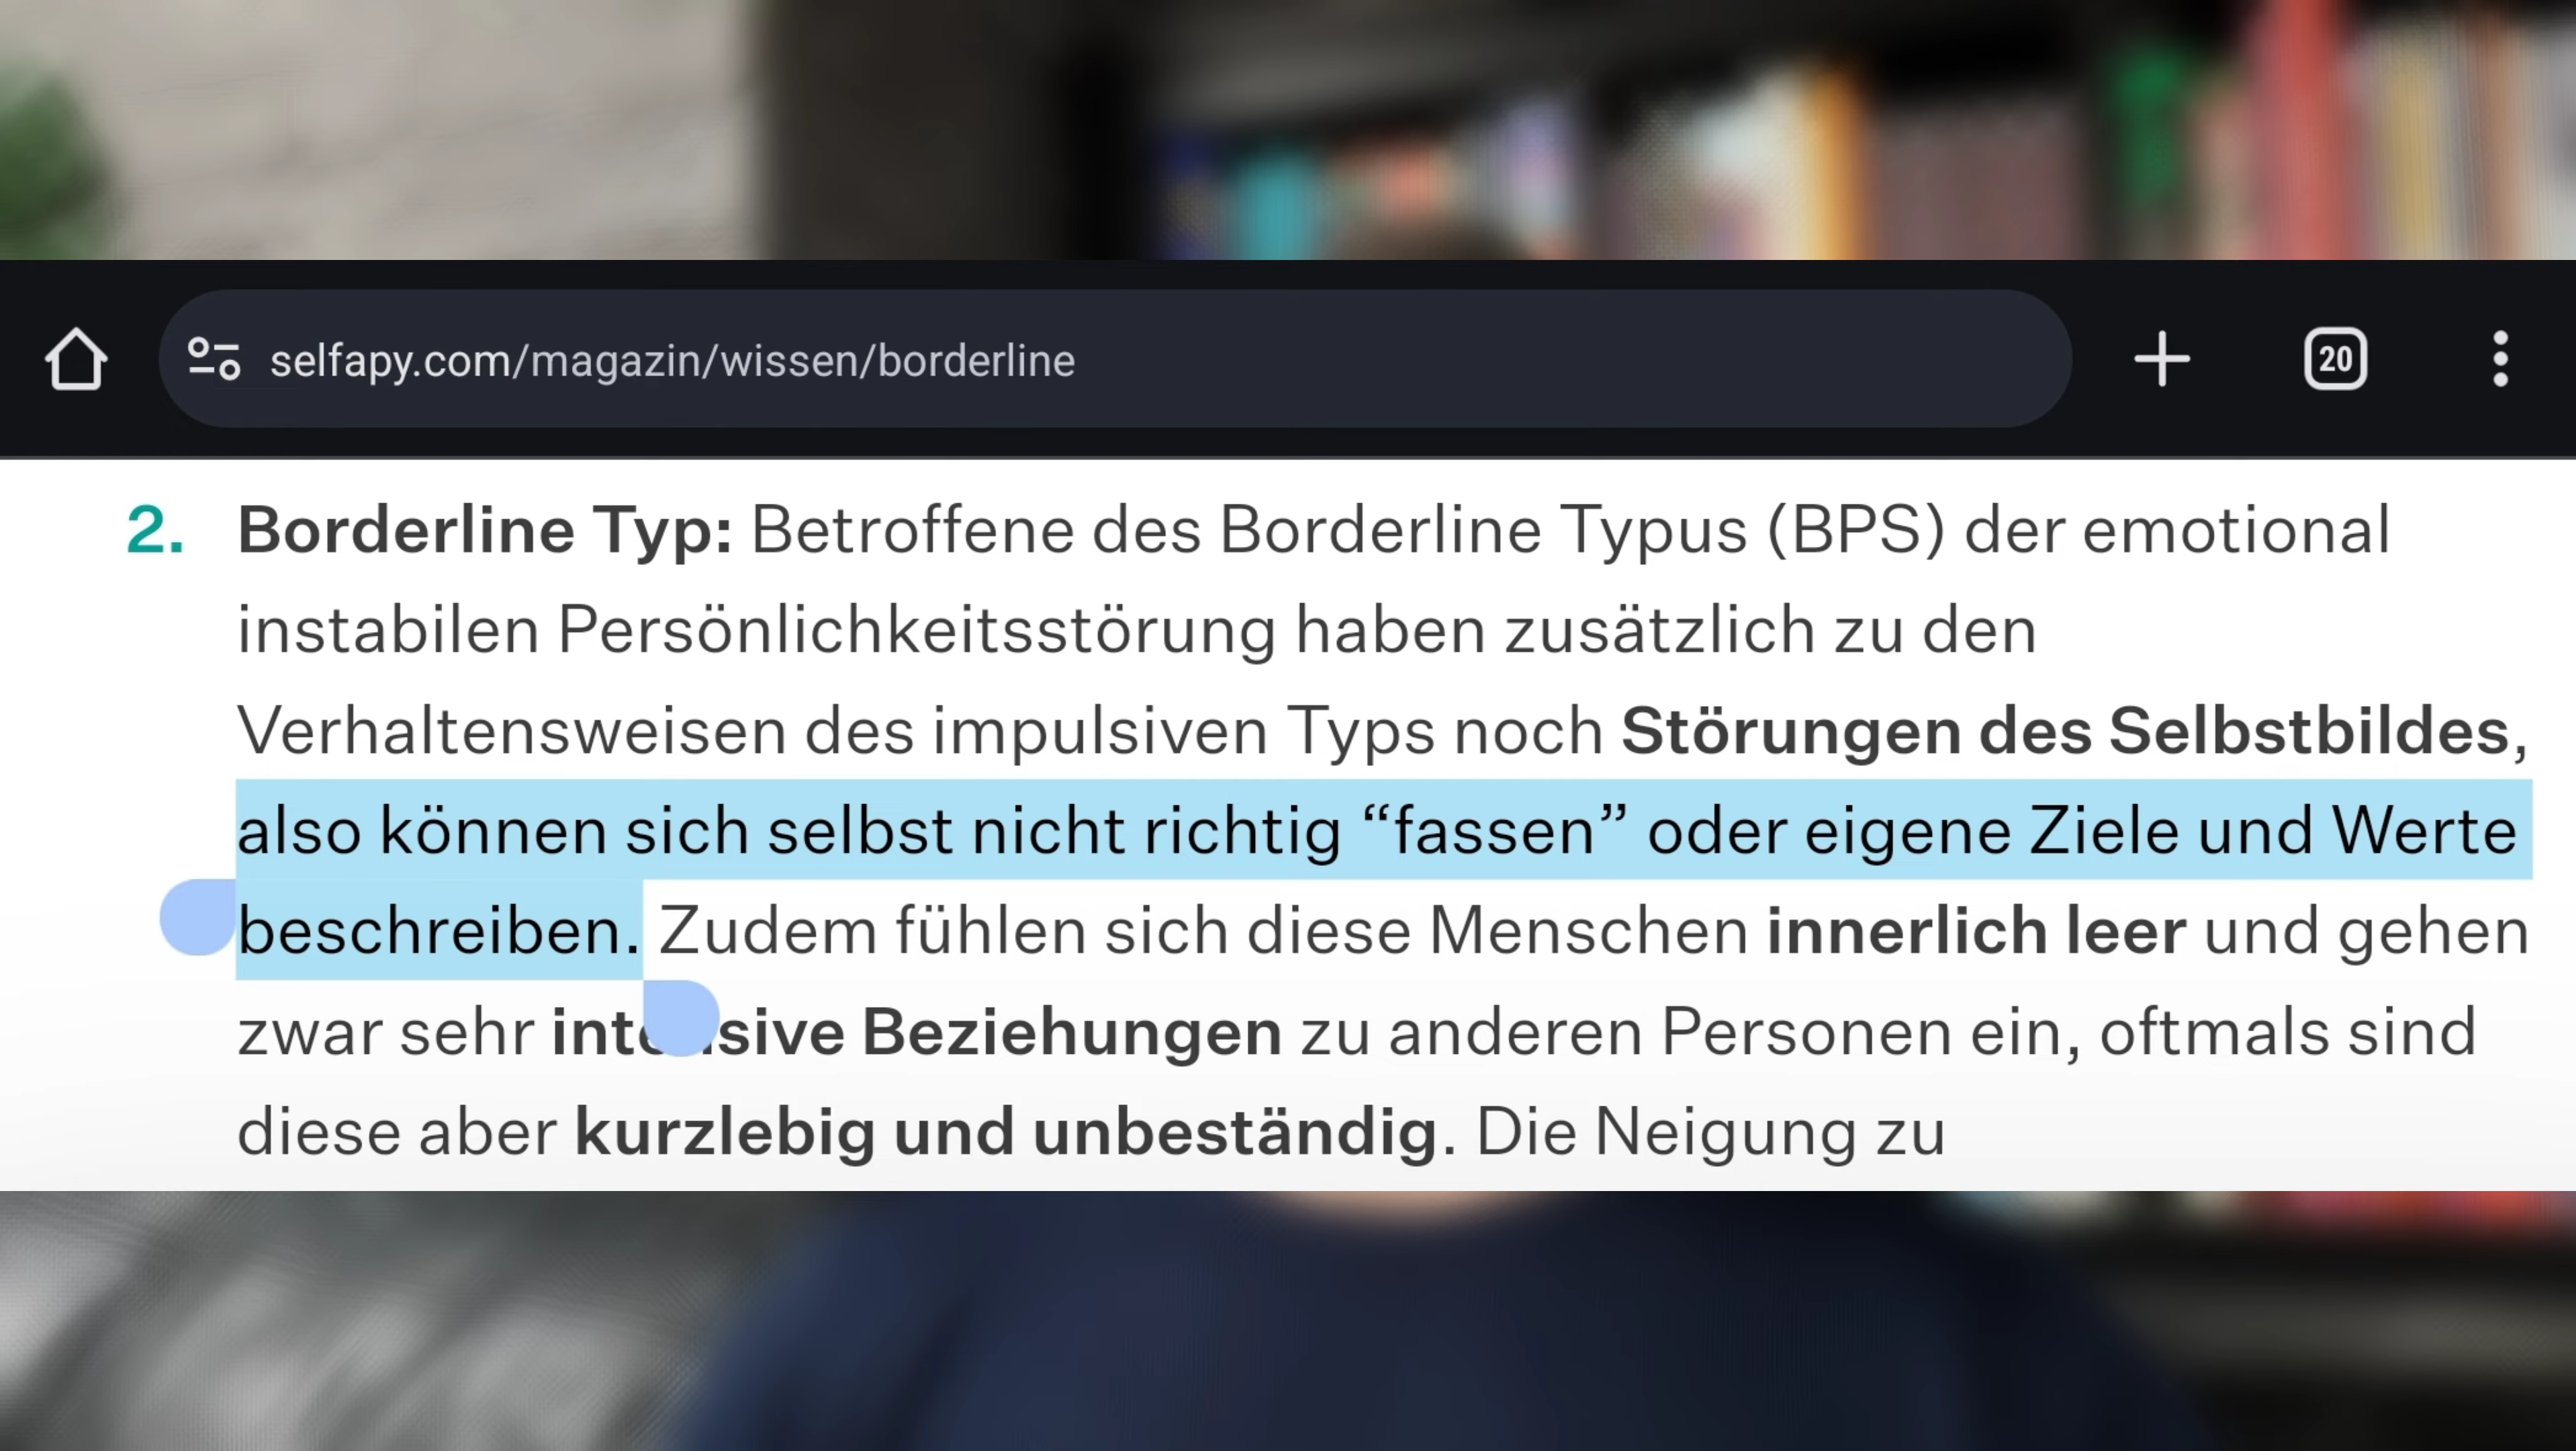 selfapy.com/magazin/wissen/borderline
20
2. Borderline Typ: Betroffene des Borderline Typus (BPS) der emotional
instabilen Persönlichkeitsstörung haben zusätzlich zu den
Verhaltensweisen des impulsiven Typs noch Störungen des Selbstbildes,
also können sich selbst nicht richtig “fassen” oder eigene Ziele und Werte
beschreiben. Zudem fühlen sich diese Menschen innerlich leer und gehen
zwar sehr intensive Beziehungen zu anderen Personen ein, oftmals sind
diese aber kurzlebig und unbeständig. Die Neigung zu